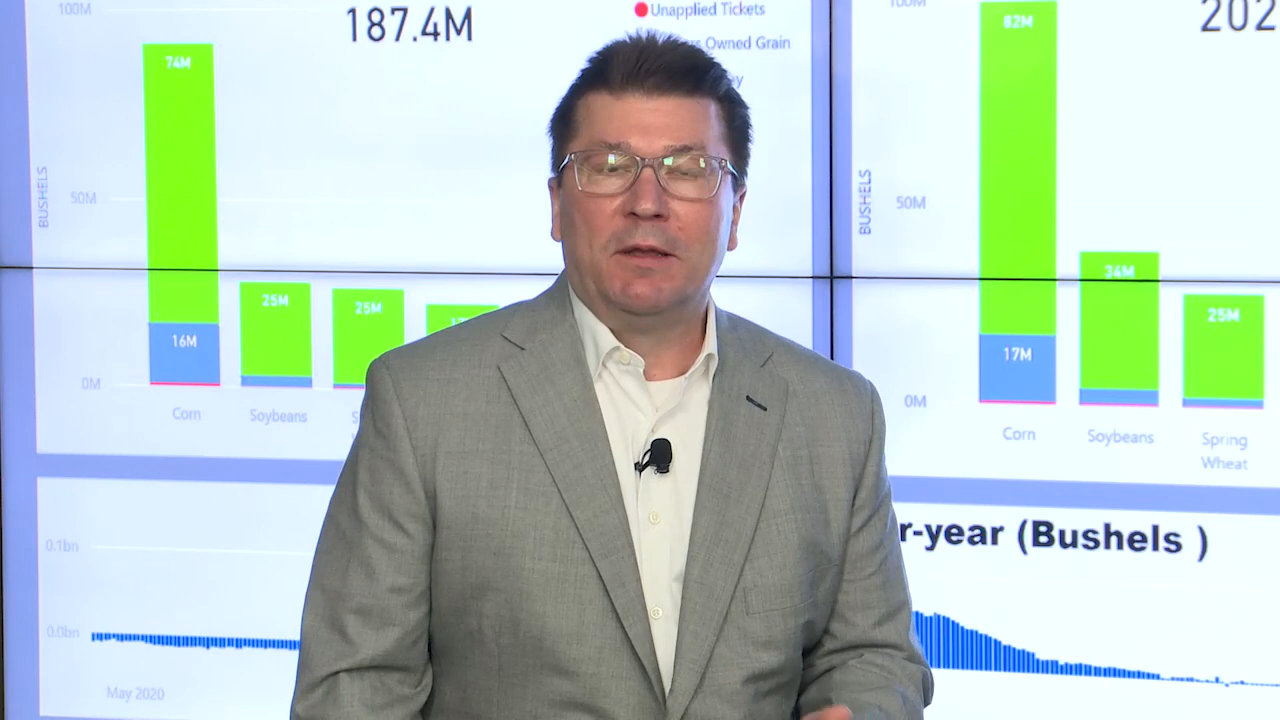 100M
187.4M
Unapplied Tickets
Owned Grain
74M
BUSHELS
50M
25M
25M
16M
0M
Corn
Soybeans
0.1bn
0.0bn
May 2020
100M
202
82M
BUSHELS
50M
34M
25M
17M
0M
Corn
Soybeans
Spring
Wheat
r-year (Bushels )